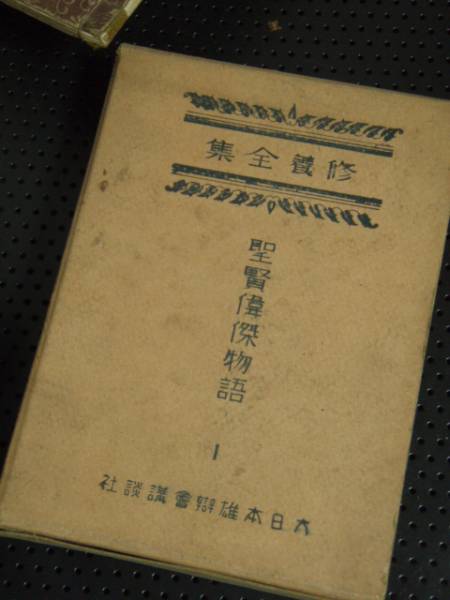 修養全集
聖賢偉傑物語
1
大日本雄辯會講談社